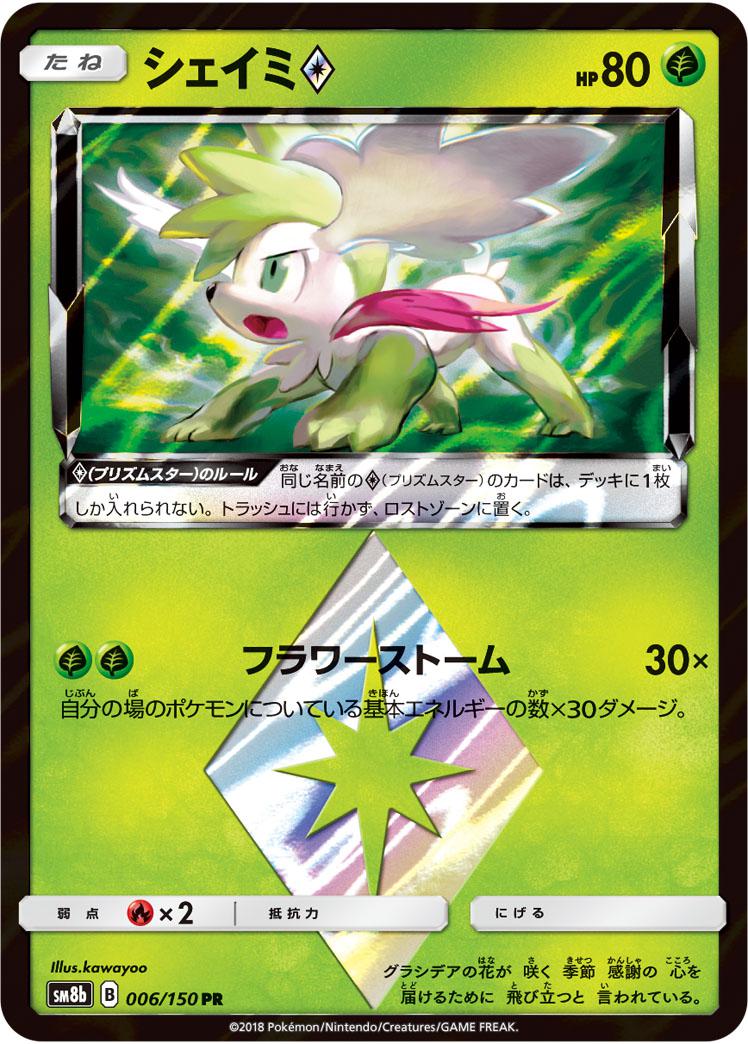 たね シェイミ◇ HP80
◇(プリズムスター)のルール 同じ名前の◇(プリズムスター)のカードは、デッキに1枚
しか入れられない。トラッシュには行かず、ロストゾーンに置く。
フラワーストーム 30×
自分の場のポケモンについている基本エネルギーの数×30ダメージ。
弱点 ×2 抵抗力 にげる
Illus.kawayoo
グラシデアの花が 咲く 季節 感謝の 心を
届けるために 飛び立つと 言われている。
SM8b B 006/150 PR
©2018 Pokémon/Nintendo/Creatures/GAME FREAK.